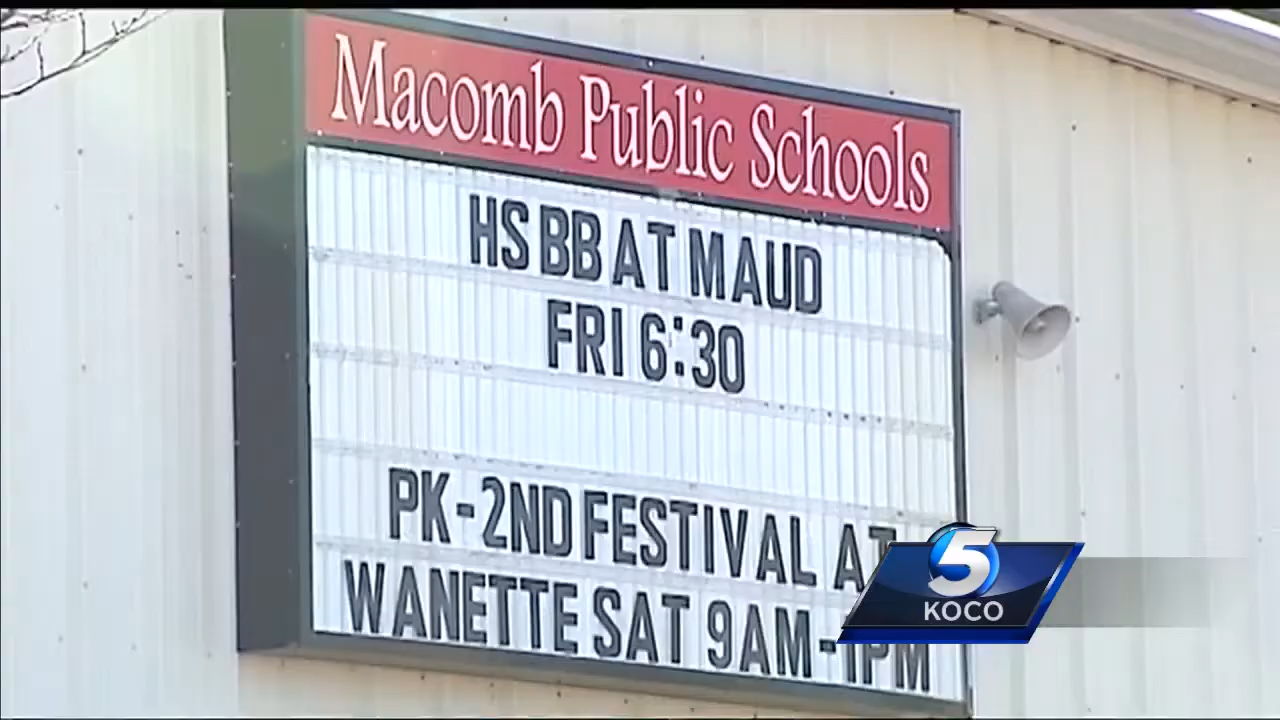 Macomb Public Schools
HS BB AT MAUD
FRI 6:30
PK-2ND FESTIVAL AT
WANETTE SAT 9AM-1PM
5
KOCO